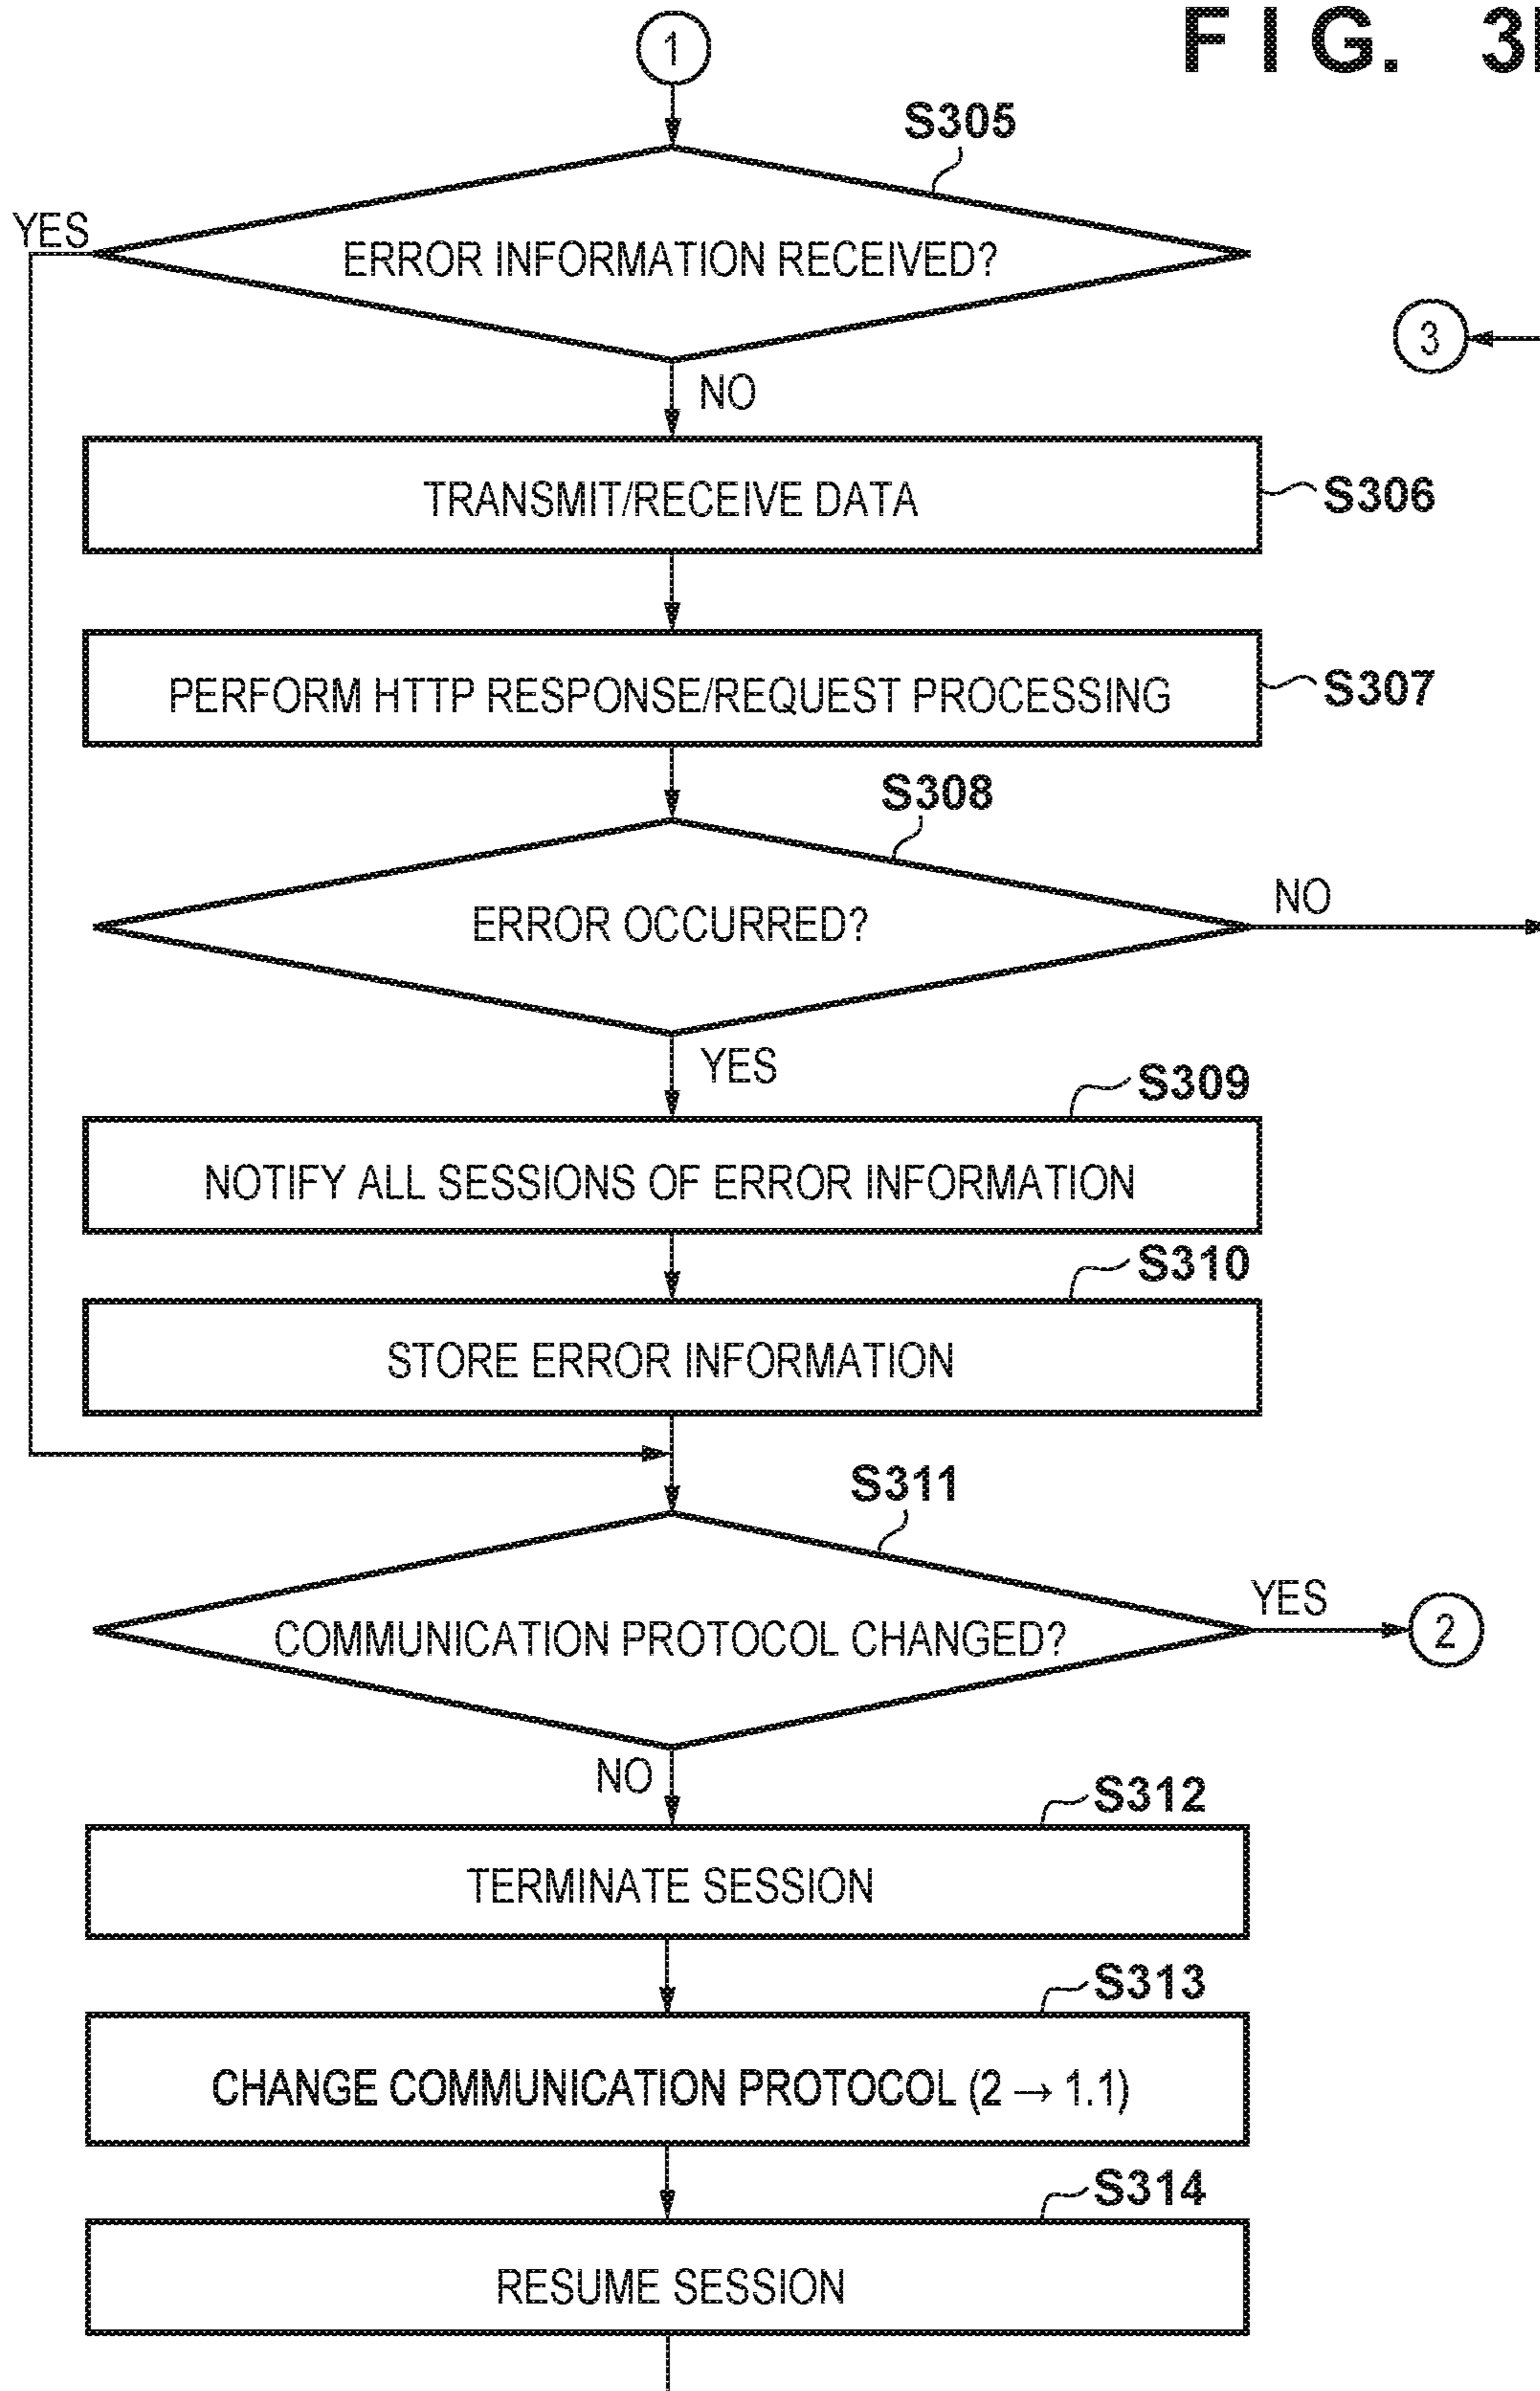 FIG. 3
1
S305
YES
ERROR INFORMATION RECEIVED?
3
NO
TRANSMIT/RECEIVE DATA
S306
PERFORM HTTP RESPONSE/REQUEST PROCESSING
S307
S308
NO
ERROR OCCURRED?
YES
S309
NOTIFY ALL SESSIONS OF ERROR INFORMATION
S310
STORE ERROR INFORMATION
S311
YES
COMMUNICATION PROTOCOL CHANGED?
2
NO
S312
TERMINATE SESSION
S313
CHANGE COMMUNICATION PROTOCOL (2 → 1.1)
S314
RESUME SESSION